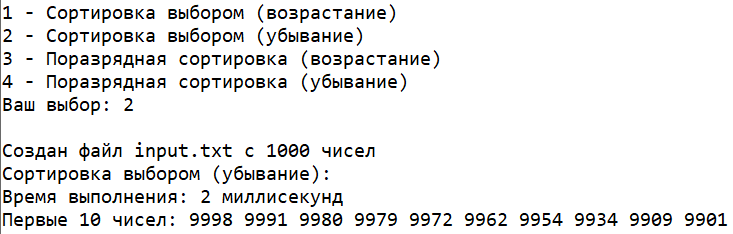 1 - Сортировка выбором (возрастание)
2 - Сортировка выбором (убывание)
3 - Поразрядная сортировка (возрастание)
4 - Поразрядная сортировка (убывание)
Ваш выбор: 2
Создан файл input.txt с 1000 чисел
Сортировка выбором (убывание):
Время выполнения: 2 миллисекунд
Первые 10 чисел: 9998 9991 9980 9979 9972 9962 9954 9934 9909 9901